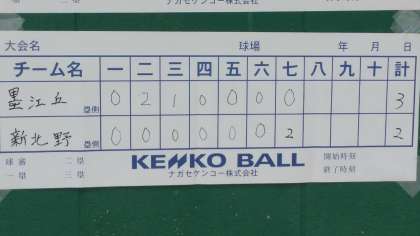 ナガセケンコー株式会社
大会名 球場 年 月 日
チーム名 一 二 三 四 五 六 七 八 九 十 計
墨江丘 塁側 0 2 1 0 0 0 0 3
新北野 塁側 0 0 0 0 0 0 2 2
球審 二塁 KENKO BALL 開始時刻
一塁 三塁 ナガセケンコー株式会社 終了時刻